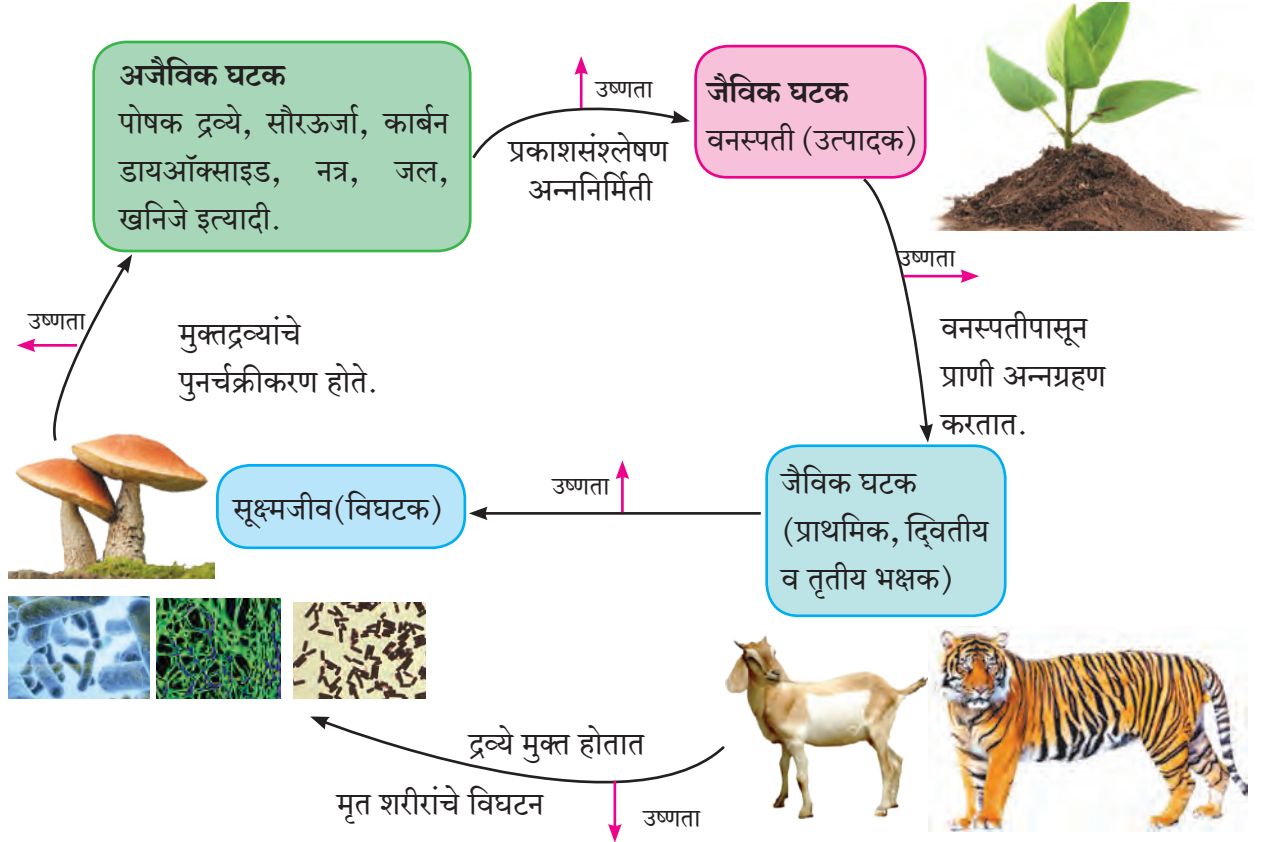 अजैविक घटक
पोषक द्रव्ये, सौरऊर्जा, कार्बन
डायऑक्साइड, नत्र, जल,
खनिजे इत्यादी.
उष्णता
प्रकाशसंश्लेषण
अन्ननिर्मिती
जैविक घटक
वनस्पती (उत्पादक)
उष्णता
वनस्पतीपासून
प्राणी अन्नग्रहण
करतात.
उष्णता
मुक्तद्रव्यांचे
पुनर्चक्रीकरण होते.
सूक्ष्मजीव(विघटक)
उष्णता
जैविक घटक
(प्राथमिक, द्वितीय
व तृतीय भक्षक)
द्रव्ये मुक्त होतात
मृत शरीरांचे विघटन
उष्णता